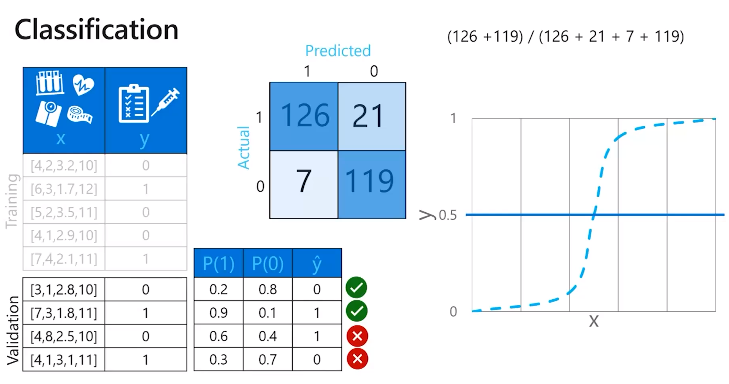 Classification
(126 +119) / (126 + 21 + 7 + 119)
Predicted
1 0
Actual
1 126 21
0 7 119
x y
Training
[4,2,3.2,10] 0
[6,3,1.7,12] 1
[5,2,3.5,11] 0
[4,1,2.9,10] 0
[7,4,2.1,11] 1
Validation
[3,1,2.8,10] 0
[7,3,1.8,11] 1
[4,8,2.5,10] 0
[4,1,3,1,11] 1
P(1) P(0) ŷ
0.2 0.8 0
0.9 0.1 1
0.6 0.4 1
0.3 0.7 0
1
y 0.5
0
x